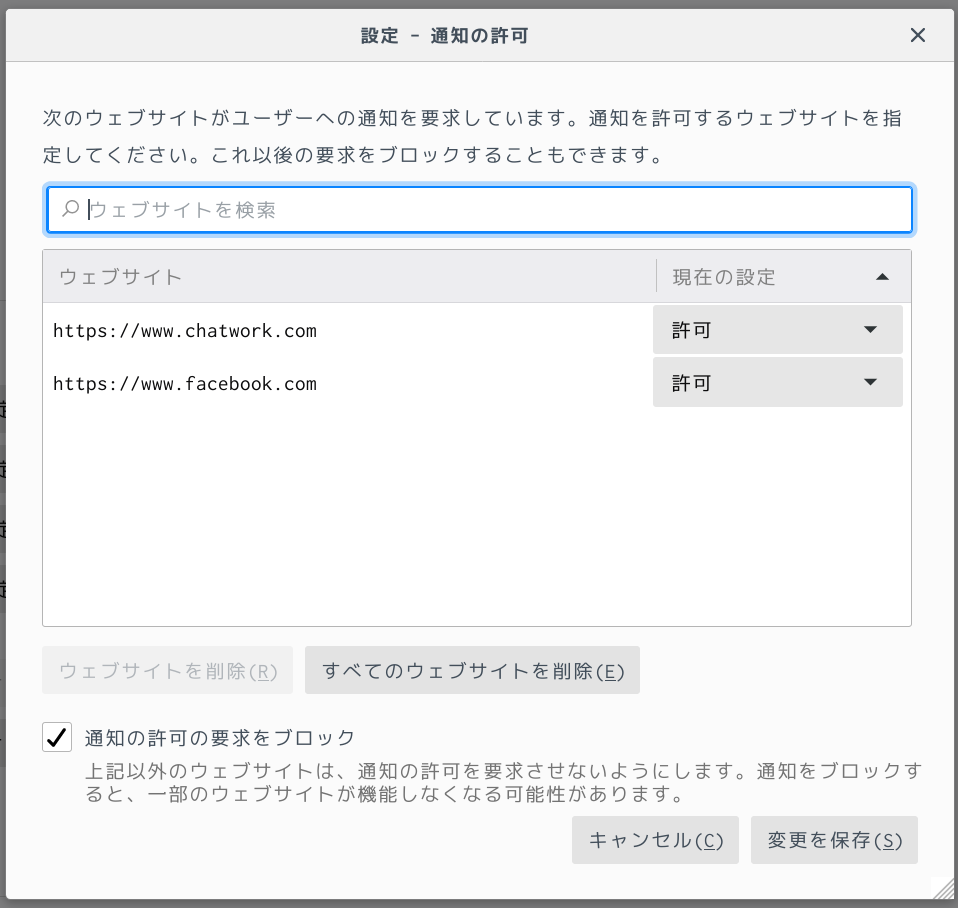 設定 - 通知の許可
次のウェブサイトがユーザーへの通知を要求しています。通知を許可するウェブサイトを指
定してください。これ以後の要求をブロックすることもできます。
ウェブサイトを検索
ウェブサイト 現在の設定
https://www.chatwork.com 許可
https://www.facebook.com 許可
ウェブサイトを削除(R) すべてのウェブサイトを削除(E)
通知の許可の要求をブロック
上記以外のウェブサイトは、通知の許可を要求させないようにします。通知をブロックす
ると、一部のウェブサイトが機能しなくなる可能性があります。
キャンセル(C) 変更を保存(S)